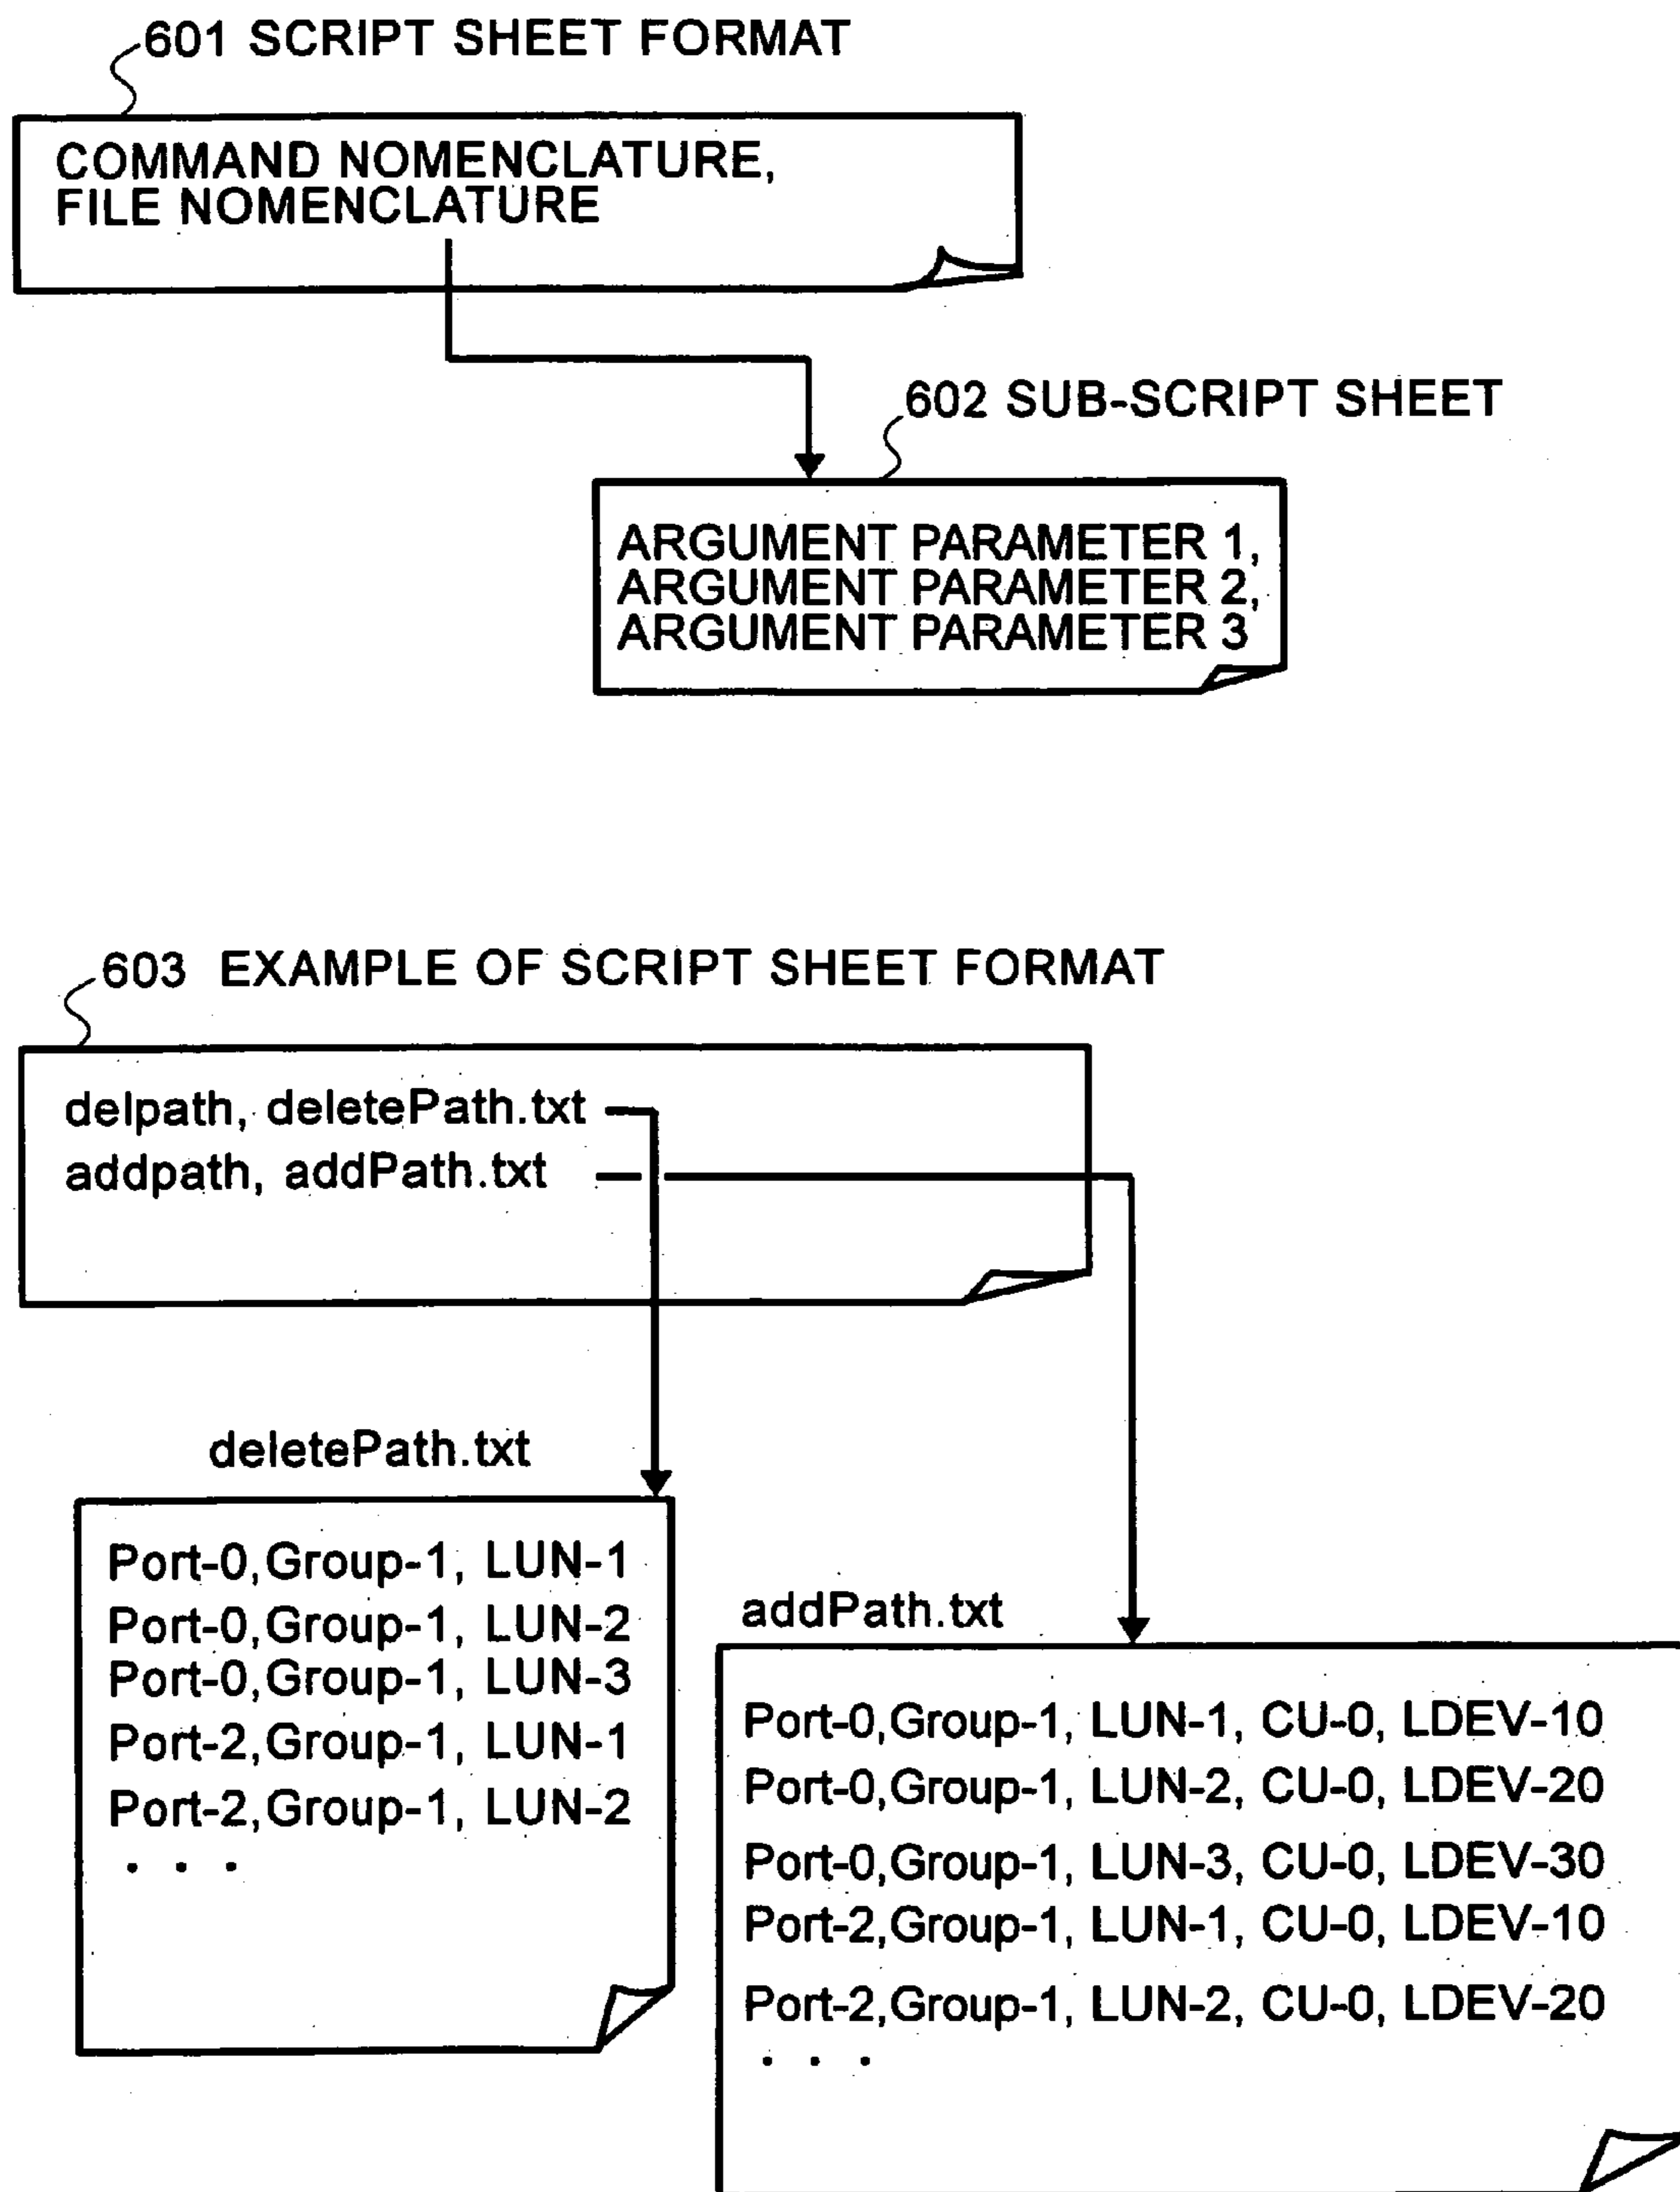 601 SCRIPT SHEET FORMAT
COMMAND NOMENCLATURE,
FILE NOMENCLATURE
602 SUB-SCRIPT SHEET
ARGUMENT PARAMETER 1,
ARGUMENT PARAMETER 2,
ARGUMENT PARAMETER 3
603 EXAMPLE OF SCRIPT SHEET FORMAT
delpath, deletePath.txt
addpath, addPath.txt
deletePath.txt
Port-0,Group-1, LUN-1
Port-0,Group-1, LUN-2
Port-0,Group-1, LUN-3
Port-2,Group-1, LUN-1
Port-2,Group-1, LUN-2
. . .
addPath.txt
Port-0,Group-1, LUN-1, CU-0, LDEV-10
Port-0,Group-1, LUN-2, CU-0, LDEV-20
Port-0,Group-1, LUN-3, CU-0, LDEV-30
Port-2,Group-1, LUN-1, CU-0, LDEV-10
Port-2,Group-1, LUN-2, CU-0, LDEV-20
. . .